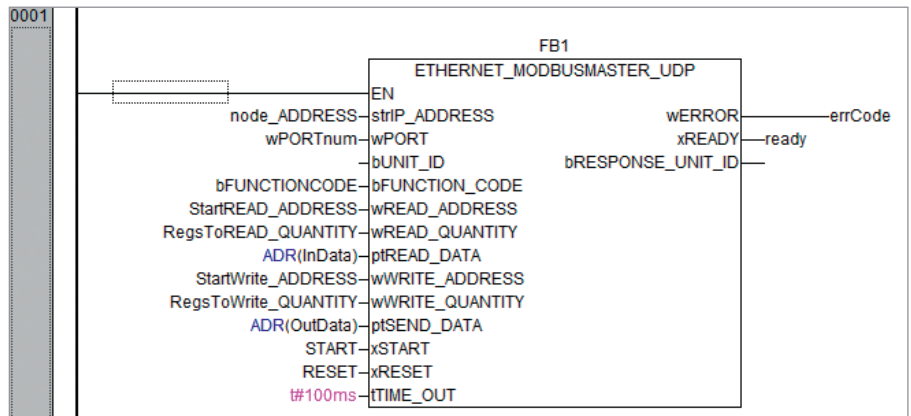 0001
FB1
ETHERNET_MODBUSMASTER_UDP
EN
node_ADDRESS strIP_ADDRESS wERROR errCode
wPORTnum wPORT xREADY ready
bUNIT_ID bRESPONSE_UNIT_ID
bFUNCTIONCODE bFUNCTION_CODE
StartREAD_ADDRESS wREAD_ADDRESS
RegsToREAD_QUANTITY wREAD_QUANTITY
ADR(InData) ptREAD_DATA
StartWrite_ADDRESS wWRITE_ADDRESS
RegsToWrite_QUANTITY wWRITE_QUANTITY
ADR(OutData) ptSEND_DATA
START xSTART
RESET xRESET
t#100ms tTIME_OUT